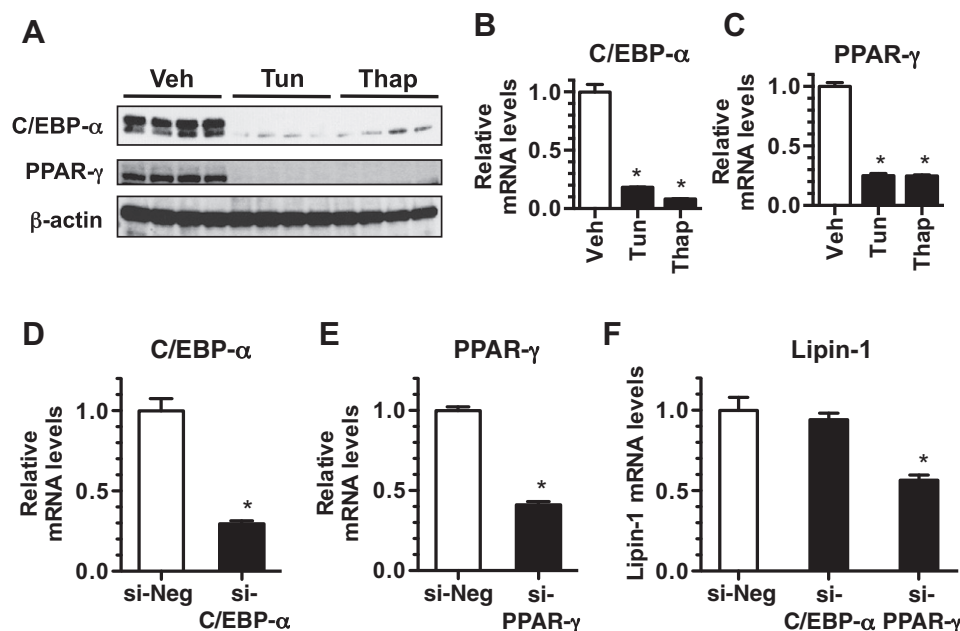 A
Veh Tun Thap
C/EBP-α
PPAR-γ
β-actin
B
C/EBP-α
Relative
mRNA levels
1.0
0.5
0.0
*
*
Veh
Tun
Thap
C
PPAR-γ
Relative
mRNA levels
1.0
0.5
0.0
*
*
Veh
Tun
Thap
D
C/EBP-α
Relative
mRNA levels
1.0
0.5
0.0
*
si-Neg si-
C/EBP-α
E
PPAR-γ
Relative
mRNA levels
1.0
0.5
0.0
*
si-Neg si-
PPAR-γ
F
Lipin-1
Lipin-1 mRNA levels
1.0
0.5
0.0
*
si-Neg si- si-
C/EBP-α PPAR-γ